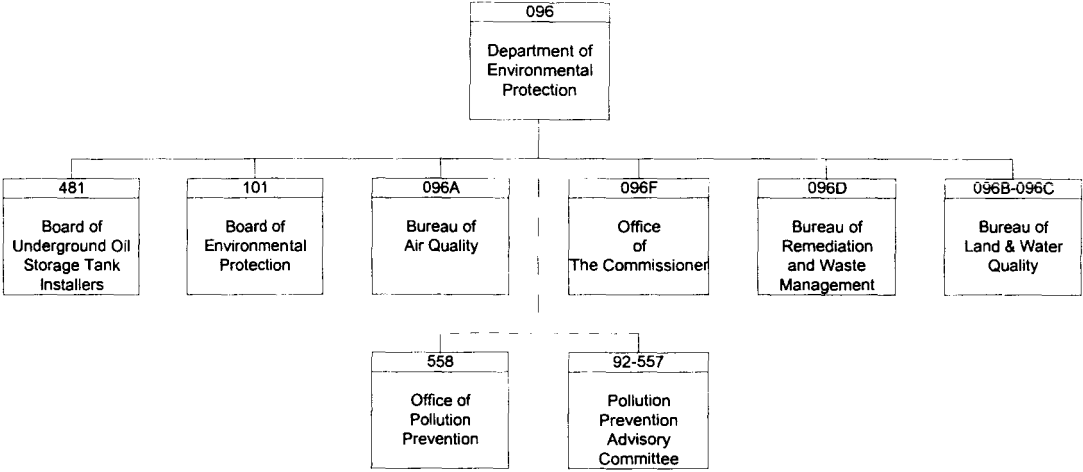 096
Department of
Environmental
Protection
481
Board of
Underground Oil
Storage Tank
Installers
101
Board of
Environmental
Protection
096A
Bureau of
Air Quality
096F
Office
of
The Commissioner
096D
Bureau of
Remediation
and Waste
Management
096B-096C
Bureau of
Land & Water
Quality
558
Office of
Pollution
Prevention
92-557
Pollution
Prevention
Advisory
Committee